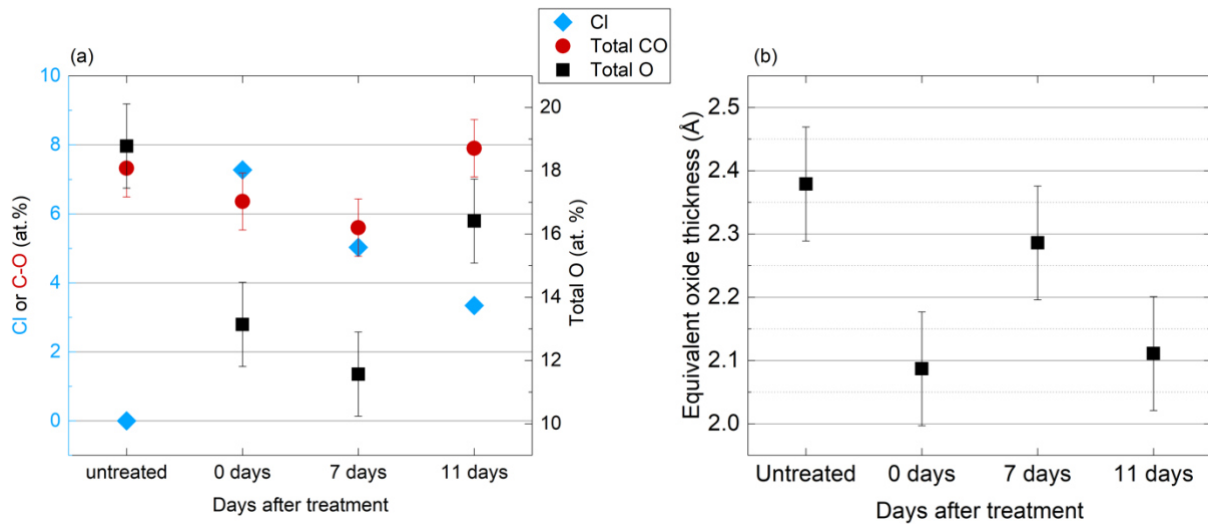 Cl
Total CO
Total O
(a)
10
8
6
4
2
0
Cl or C-O (at.%)
20
18
16
14
12
10
Total O (at. %)
untreated
0 days
7 days
11 days
Days after treatment
(b)
2.5
2.4
2.3
2.2
2.1
2.0
Equivalent oxide thickness (Å)
Untreated
0 days
7 days
11 days
Days after treatment